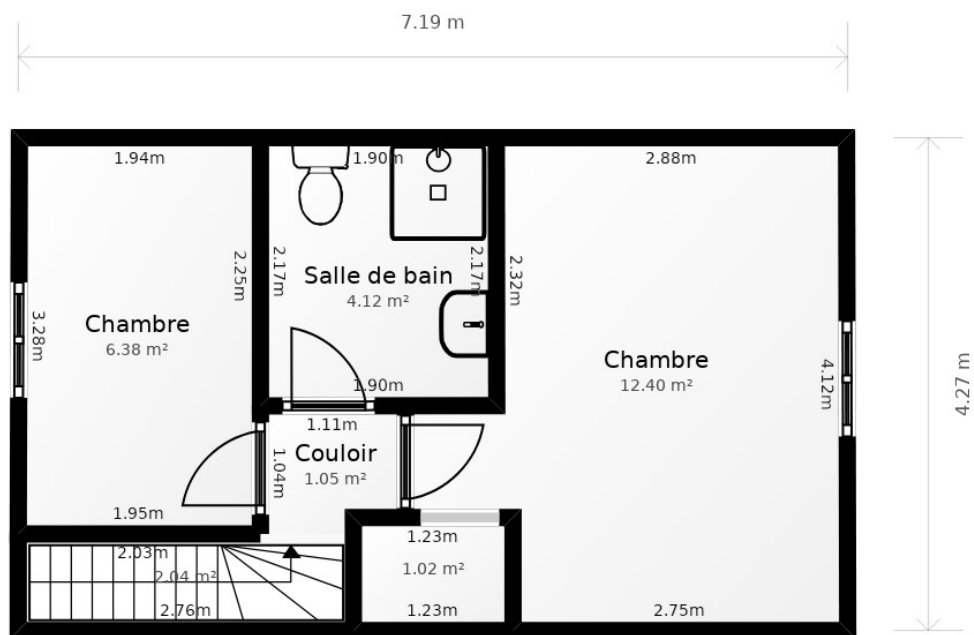 7.19 m
1.94m
1.90m
2.88m
2.25m
2.17m
2.17m
2.32m
Salle de bain
4.12 m²
Chambre
6.38 m²
3.28m
Chambre
12.40 m²
4.12m
4.27 m
1.90m
1.11m
Couloir
1.05 m²
1.04m
1.95m
1.23m
2.03m
1.02 m²
2.04 m²
2.76m
1.23m
2.75m